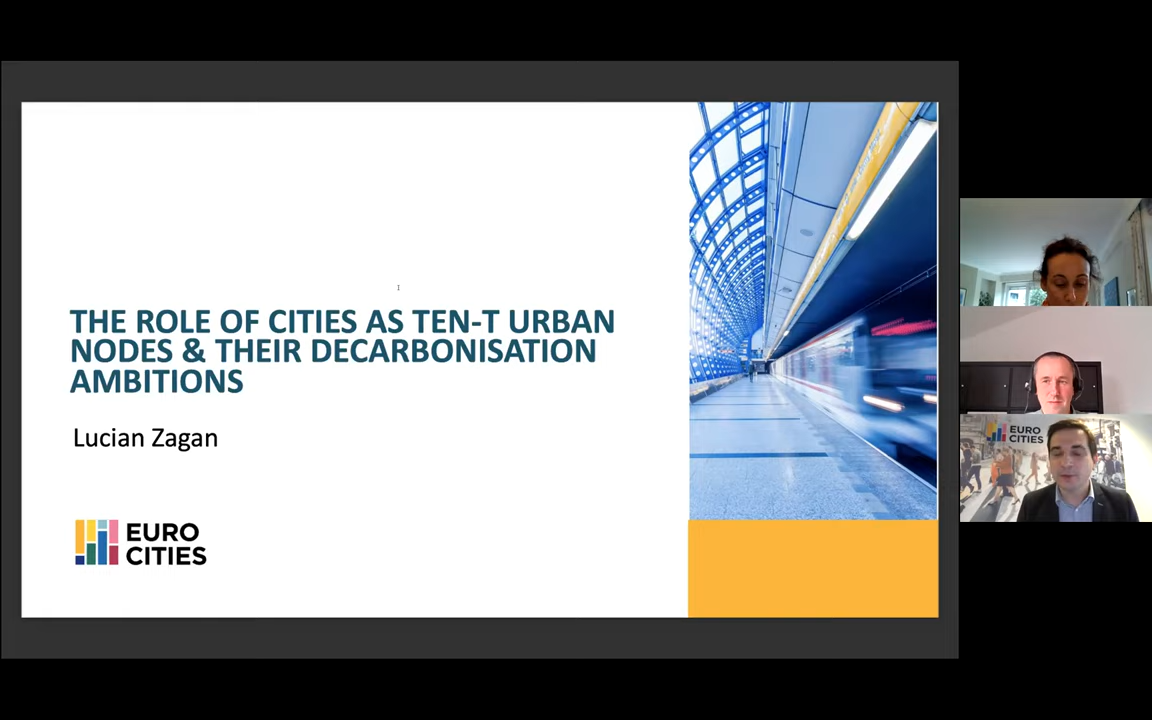 THE ROLE OF CITIES AS TEN-T URBAN
NODES & THEIR DECARBONISATION
AMBITIONS
Lucian Zagan
EURO
CITIES
EURO
CITIES